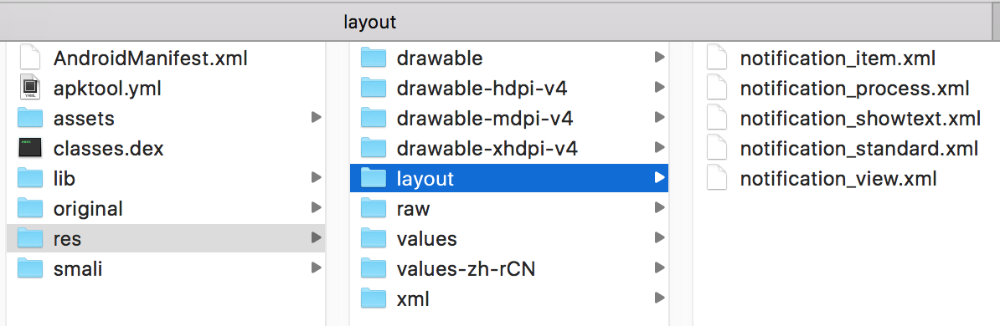 layout
AndroidManifest.xml
apktool.yml
assets
classes.dex
lib
original
res
smali
drawable
drawable-hdpi-v4
drawable-mdpi-v4
drawable-xhdpi-v4
layout
raw
values
values-zh-rCN
xml
notification_item.xml
notification_process.xml
notification_showtext.xml
notification_standard.xml
notification_view.xml